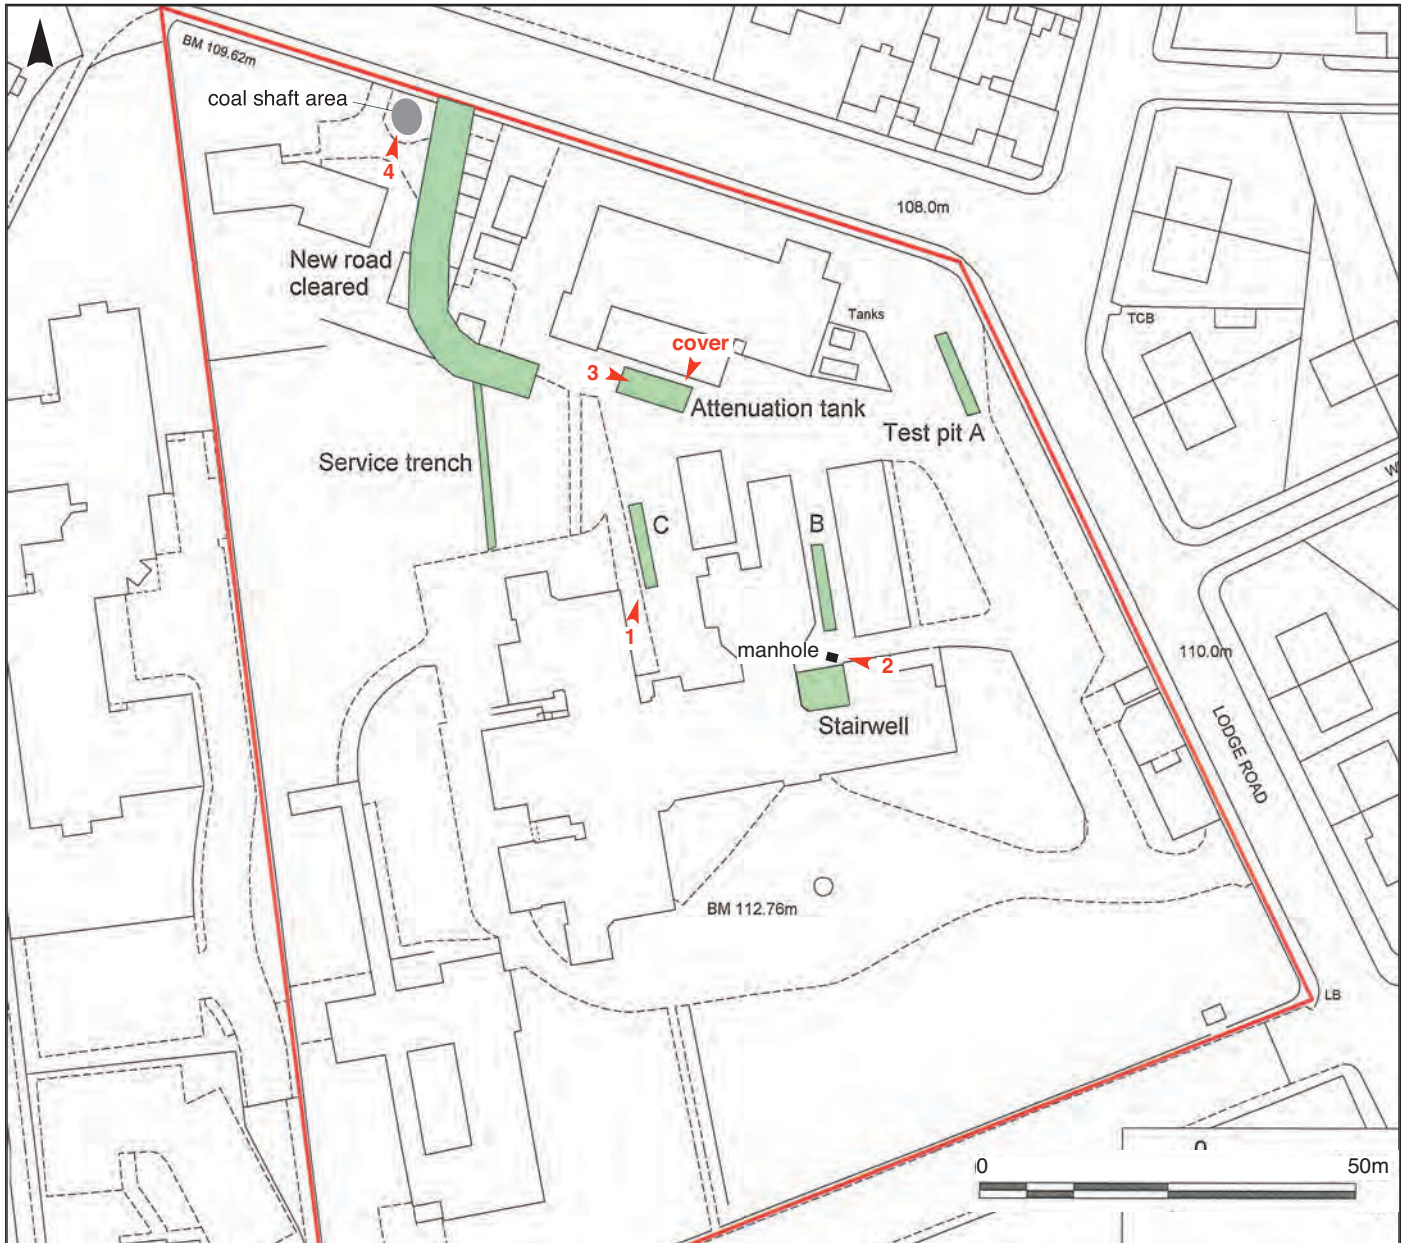 BM 109.62m
coal shaft area
4
108.0m
New road
cleared
Tanks
TCB
cover
3
Attenuation tank
Test pit A
Service trench
W
C
B
1
manhole
2
110.0m
Stairwell
LODGE ROAD
BM 112.76m
LB
0
50m